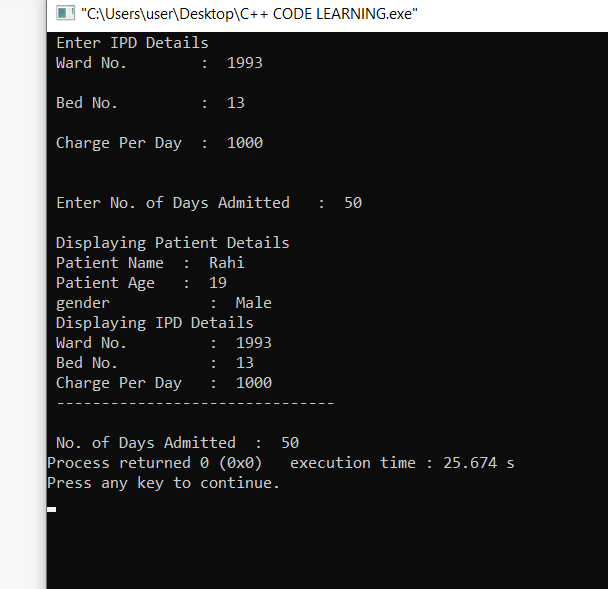 "C:\Users\user\Desktop\C++ CODE LEARNING.exe"
Enter IPD Details
Ward No.        :  1993
Bed No.         :  13
Charge Per Day  :  1000
Enter No. of Days Admitted   :  50
Displaying Patient Details
Patient Name  :  Rahi
Patient Age   :  19
gender           :  Male
Displaying IPD Details
Ward No.         :  1993
Bed No.          :  13
Charge Per Day   :  1000
-------------------------------
No. of Days Admitted  :  50
Process returned 0 (0x0)   execution time : 25.674 s
Press any key to continue.